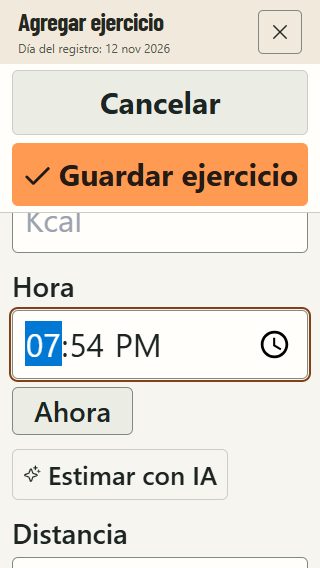 Agregar ejercicio
Día del registro: 12 nov 2026
Cancelar
Guardar ejercicio
Kcal
Hora
07:54 PM
Ahora
Estimar con IA
Distancia